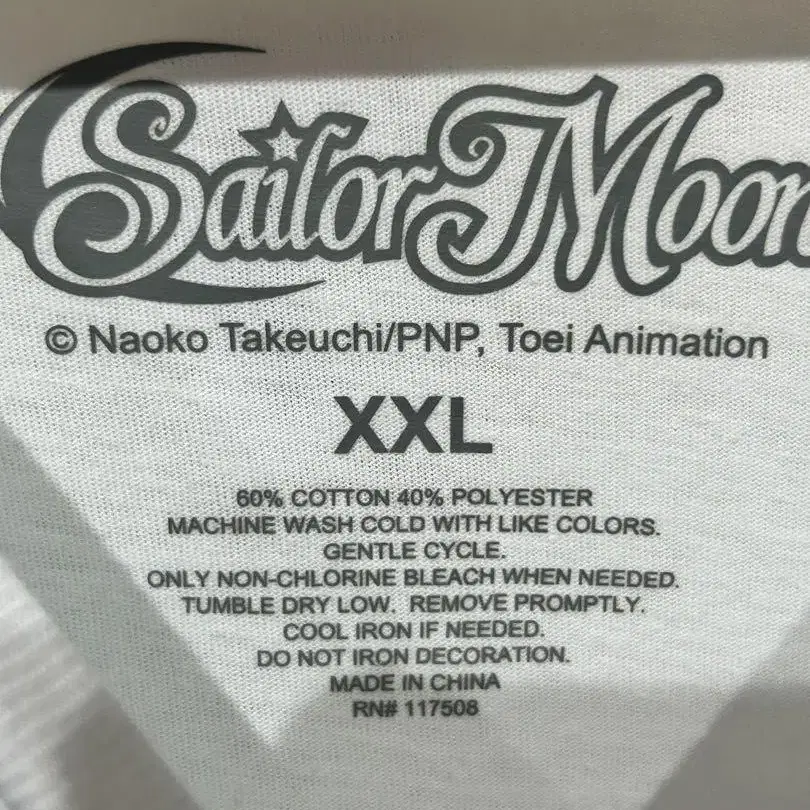 Sailor Moon
© Naoko Takeuchi/PNP, Toei Animation
XXL
60% COTTON 40% POLYESTER
MACHINE WASH COLD WITH LIKE COLORS.
GENTLE CYCLE.
ONLY NON-CHLORINE BLEACH WHEN NEEDED.
TUMBLE DRY LOW. REMOVE PROMPTLY.
COOL IRON IF NEEDED.
DO NOT IRON DECORATION.
MADE IN CHINA
RN# 117508